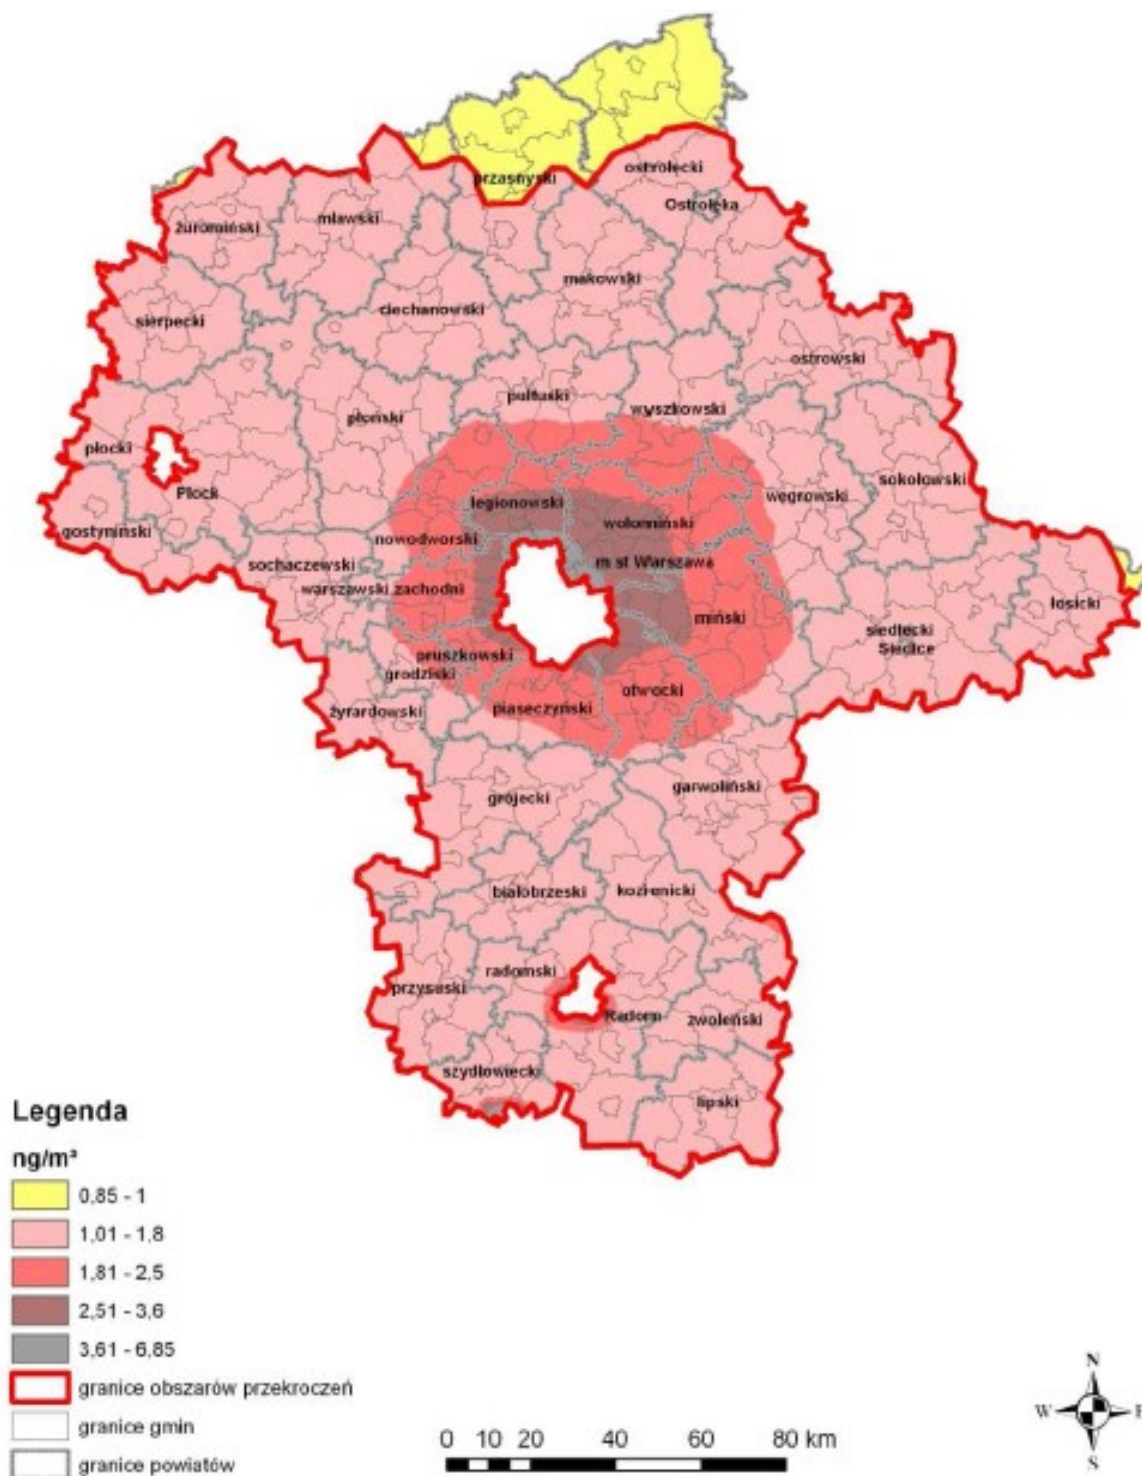 ostrołęcki
przasnyski
Ostrołęka
żuromiński
mławski
makowski
ciechanowski
sierpecki
ostrowski
pułtuski
wyszkowski
płoński
płocki
sokołowski
Płock
węgrowski
legionowski
gostyniński
wołomiński
nowodworski
sochaczewski
m st Warszawa
warszawski zachodni
łosicki
miński
siedlecki
Siedlce
pruszkowski
grodziski
otwocki
piaseczyński
żyrardowski
garwoliński
grójecki
białobrzeski
kozienicki
radomski
przysuski
Radom
zwoleński
szydłowiecki
lipski
Legenda
ng/m³
0,85 - 1
1,01 - 1,8
1,81 - 2,5
2,51 - 3,6
3,61 - 6,85
granice obszarów przekroczeń
granice gmin
granice powiatów
0 10 20 40 60 80 km
N
W E
S